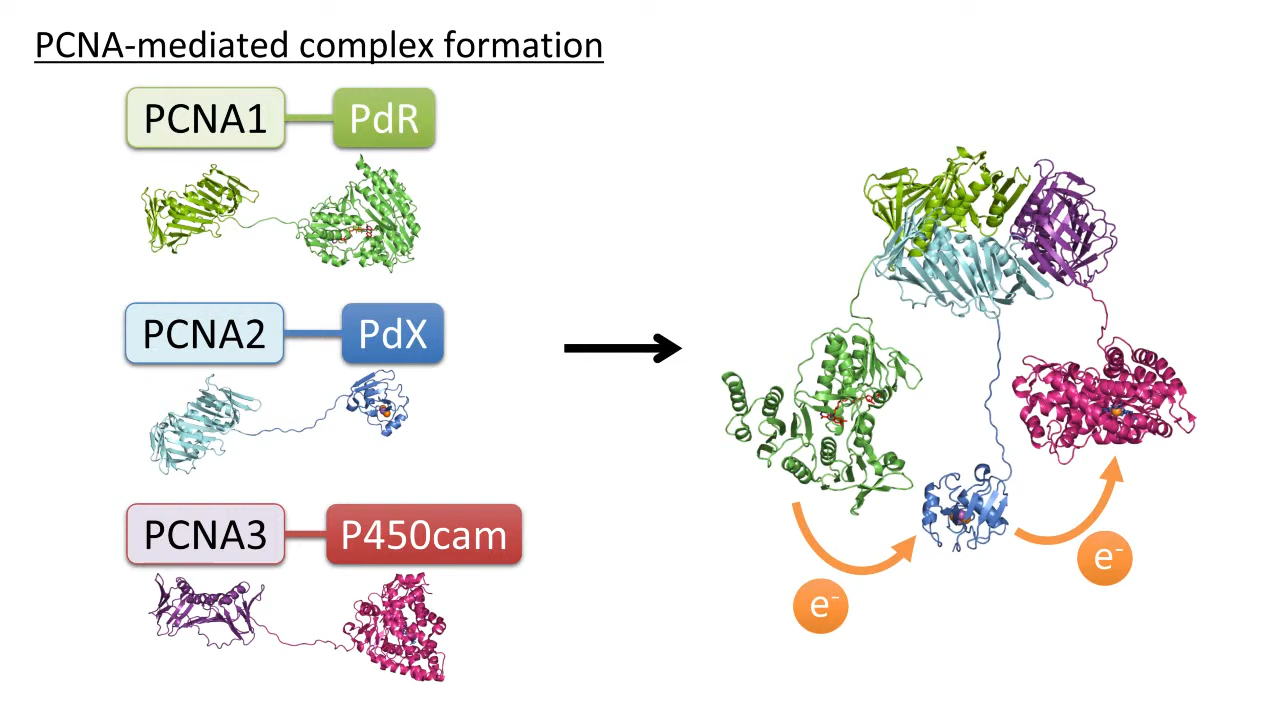 PCNA-mediated complex formation
PCNA1 PdR
PCNA2 PdX
PCNA3 P450cam
e⁻
e⁻